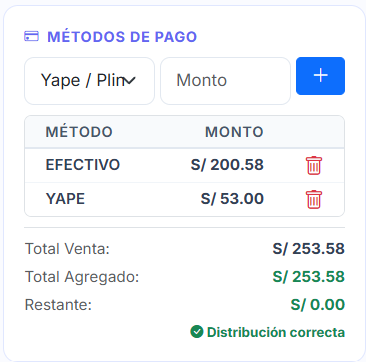 MÉTODOS DE PAGO
Yape / Plin Monto
MÉTODO MONTO
EFECTIVO S/ 200.58
YAPE S/ 53.00
Total Venta: S/ 253.58
Total Agregado: S/ 253.58
Restante: S/ 0.00
Distribución correcta